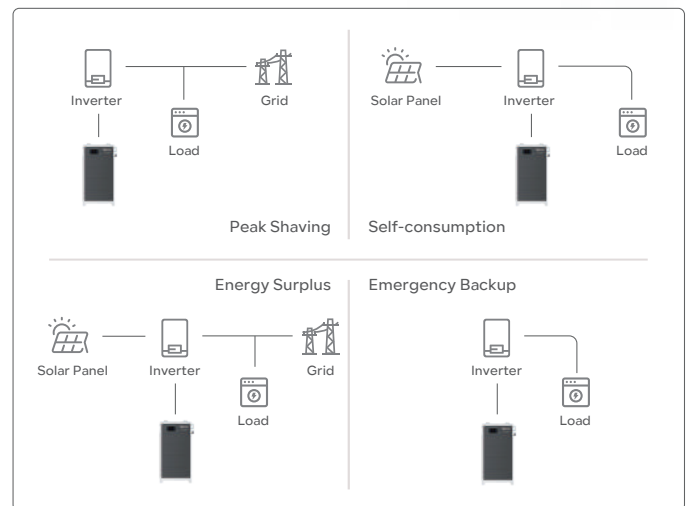 Inverter
Grid
Load
Peak Shaving
Solar Panel
Inverter
Load
Self-consumption
Energy Surplus
Solar Panel
Inverter
Grid
Load
Emergency Backup
Inverter
Load